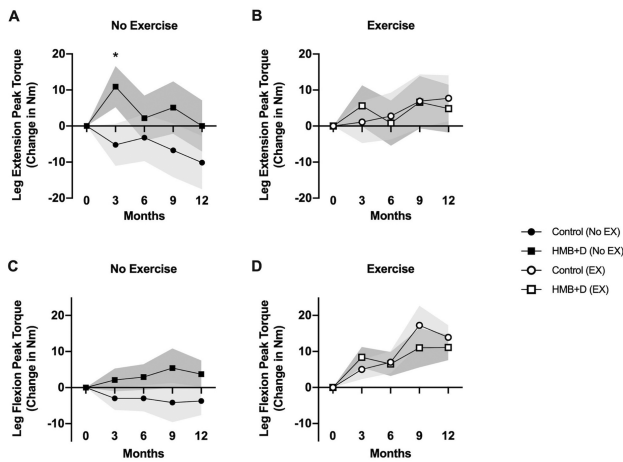 A
No Exercise
Leg Extension Peak Torque
(Change in Nm)
20
10
0
-10
-20
*
0 3 6 9 12
Months
B
Exercise
Leg Extension Peak Torque
(Change in Nm)
20
10
0
-10
-20
0 3 6 9 12
Months
Control (No EX)
HMB+D (No EX)
Control (EX)
HMB+D (EX)
C
No Exercise
Leg Flexion Peak Torque
(Change in Nm)
20
10
0
-10
0 3 6 9 12
Months
D
Exercise
Leg Flexion Peak Torque
(Change in Nm)
20
10
0
-10
0 3 6 9 12
Months